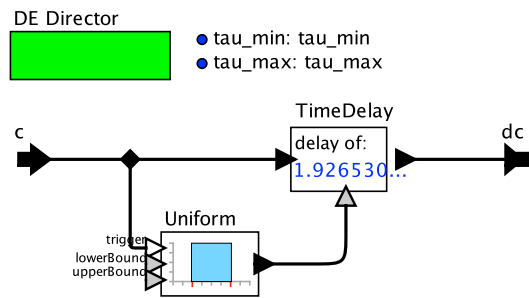 DE Director
tau_min: tau_min
tau_max: tau_max
TimeDelay
c
dc
delay of:
1.926530...
Uniform
trigger
lowerBound
upperBound